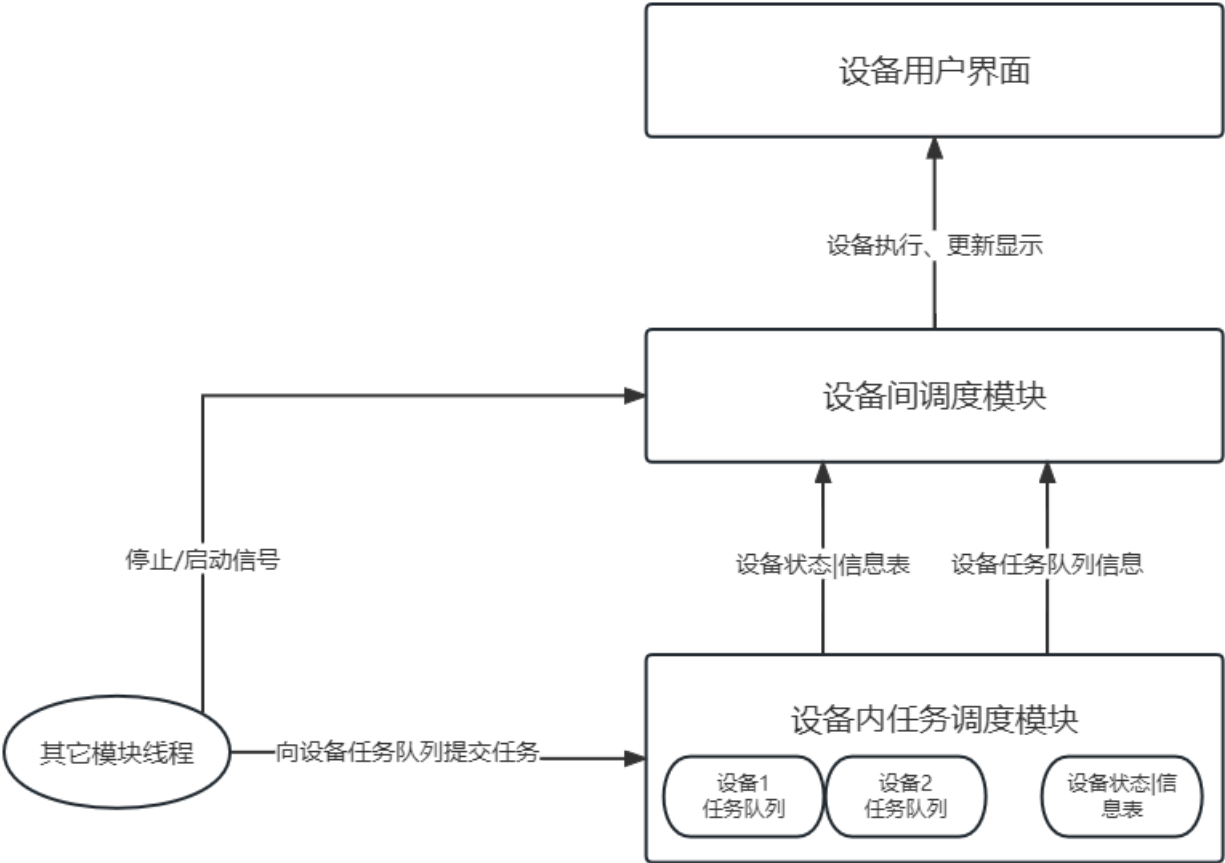 设备用户界面
设备执行、更新显示
设备间调度模块
停止/启动信号
设备状态|信息表
设备任务队列信息
设备内任务调度模块
其它模块线程
向设备任务队列提交任务
设备1
任务队列
设备2
任务队列
设备状态|信
息表